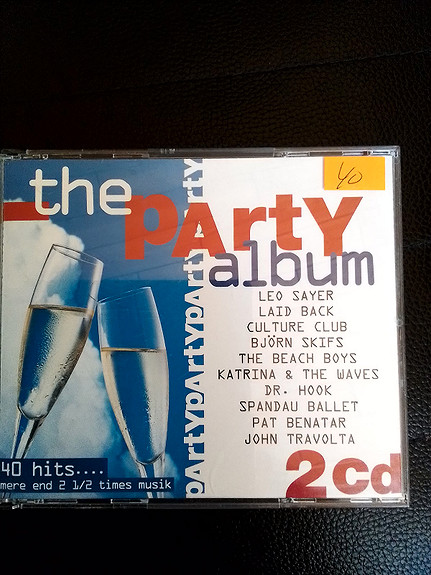 40
the
pArtY
album
pArtYpArtYpArtYpArtY
LEO SAYER
LAID BACK
CULTURE CLUB
BJÖRN SKIFS
THE BEACH BOYS
KATRINA & THE WAVES
DR. HOOK
SPANDAU BALLET
PAT BENATAR
JOHN TRAVOLTA
40 hits....
mere end 2 1/2 times musik
2cd